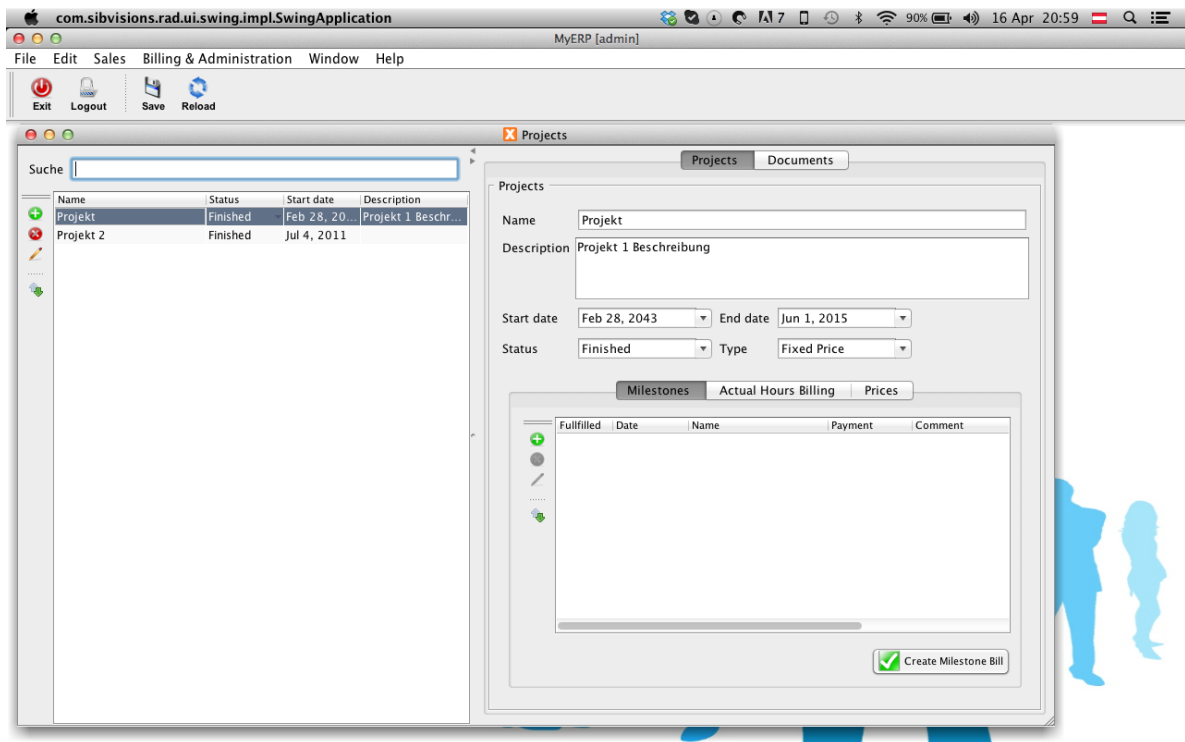 com.sibvisions.rad.ui.swing.impl.SwingApplication 7 90% 16 Apr 20:59
MyERP [admin]
File Edit Sales Billing & Administration Window Help
Exit Logout Save Reload
Projects
Suche
Name Status Start date Description
Projekt Finished Feb 28, 20... Projekt 1 Beschr...
Projekt 2 Finished Jul 4, 2011
Projects Documents
Projects
Name Projekt
Description Projekt 1 Beschreibung
Start date Feb 28, 2043 End date Jun 1, 2015
Status Finished Type Fixed Price
Milestones Actual Hours Billing Prices
Fullfilled Date Name Payment Comment
Create Milestone Bill